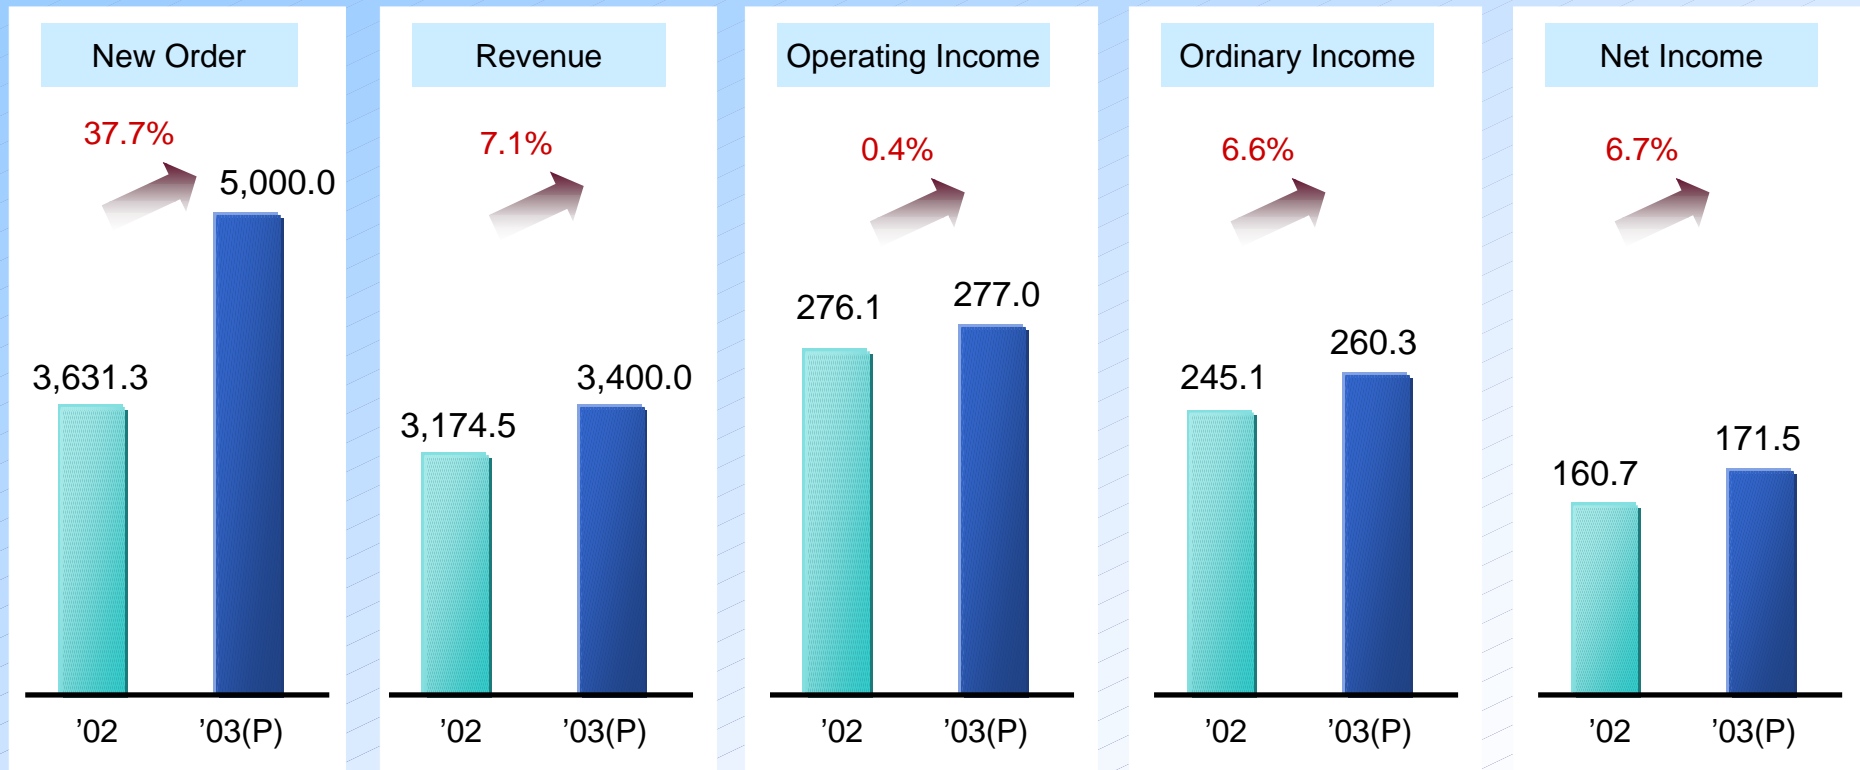 New Order
37.7%
5,000.0
3,631.3
’02
’03(P)
Revenue
7.1%
3,400.0
3,174.5
’02
’03(P)
Operating Income
0.4%
277.0
276.1
’02
’03(P)
Ordinary Income
6.6%
260.3
245.1
’02
’03(P)
Net Income
6.7%
171.5
160.7
’02
’03(P)